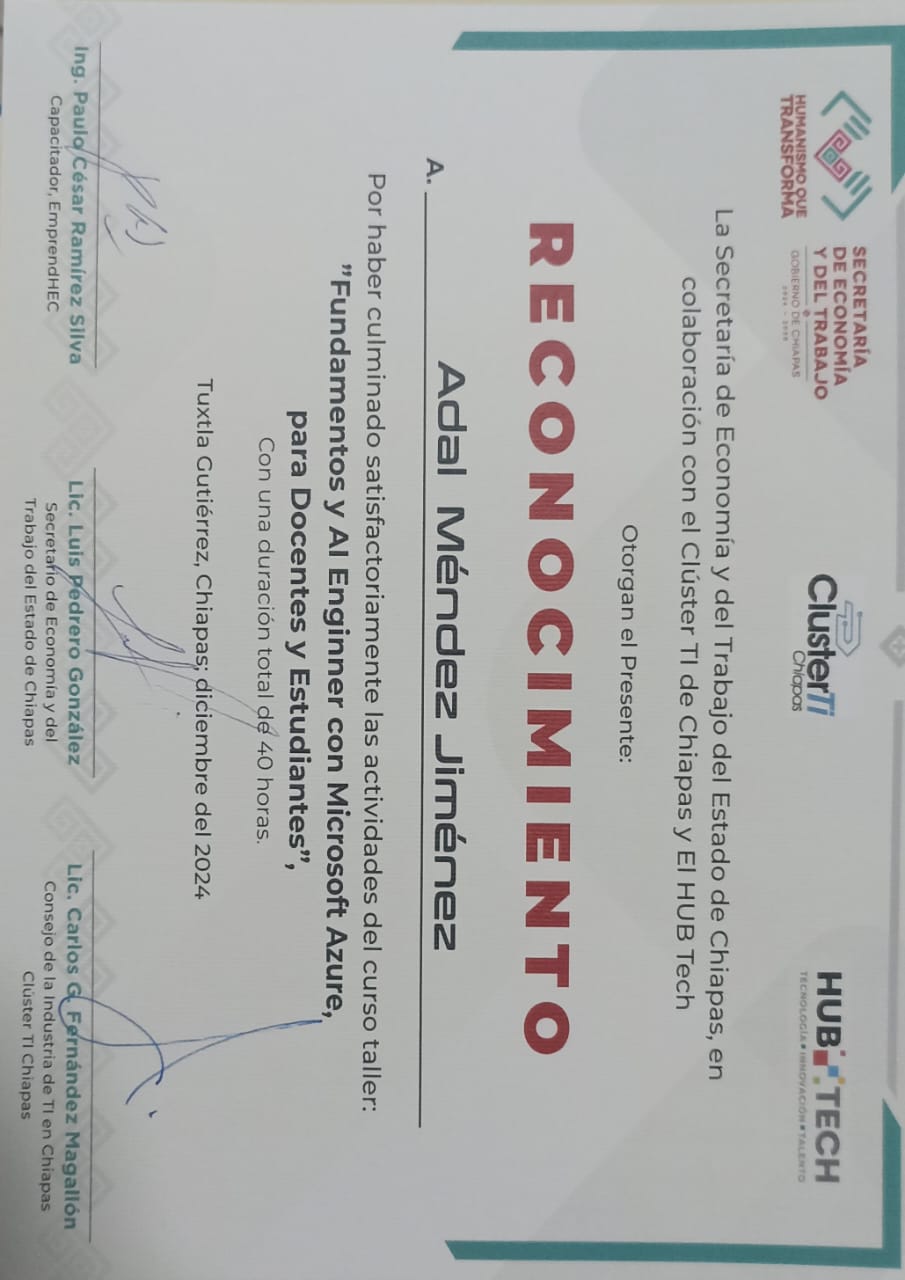 HUMANISMO QUE
TRANSFORMA
SECRETARÍA
DE ECONOMÍA
Y DEL TRABAJO
GOBIERNO DE CHIAPAS
2024 - 2030
ClusterTi
Chiapas
HUB TECH
TECNOLOGÍA INNOVACIÓN TALENTO
La Secretaría de Economía y del Trabajo del Estado de Chiapas, en
colaboración con el Clúster TI de Chiapas y El HUB Tech
Otorgan el Presente:
RECONOCIMIENTO
A. Adal Méndez Jiménez
Por haber culminado satisfactoriamente las actividades del curso taller:
"Fundamentos y AI Enginner con Microsoft Azure,
para Docentes y Estudiantes",
Con una duración total de 40 horas.
Tuxtla Gutiérrez, Chiapas; diciembre del 2024
Ing. Paulo César Ramírez Silva
Capacitador, EmprendHEC
Lic. Luis Pedrero González
Secretario de Economía y del
Trabajo del Estado de Chiapas
Lic. Carlos G. Fernández Magallón
Consejo de la Industria de TI en Chiapas
Clúster TI Chiapas